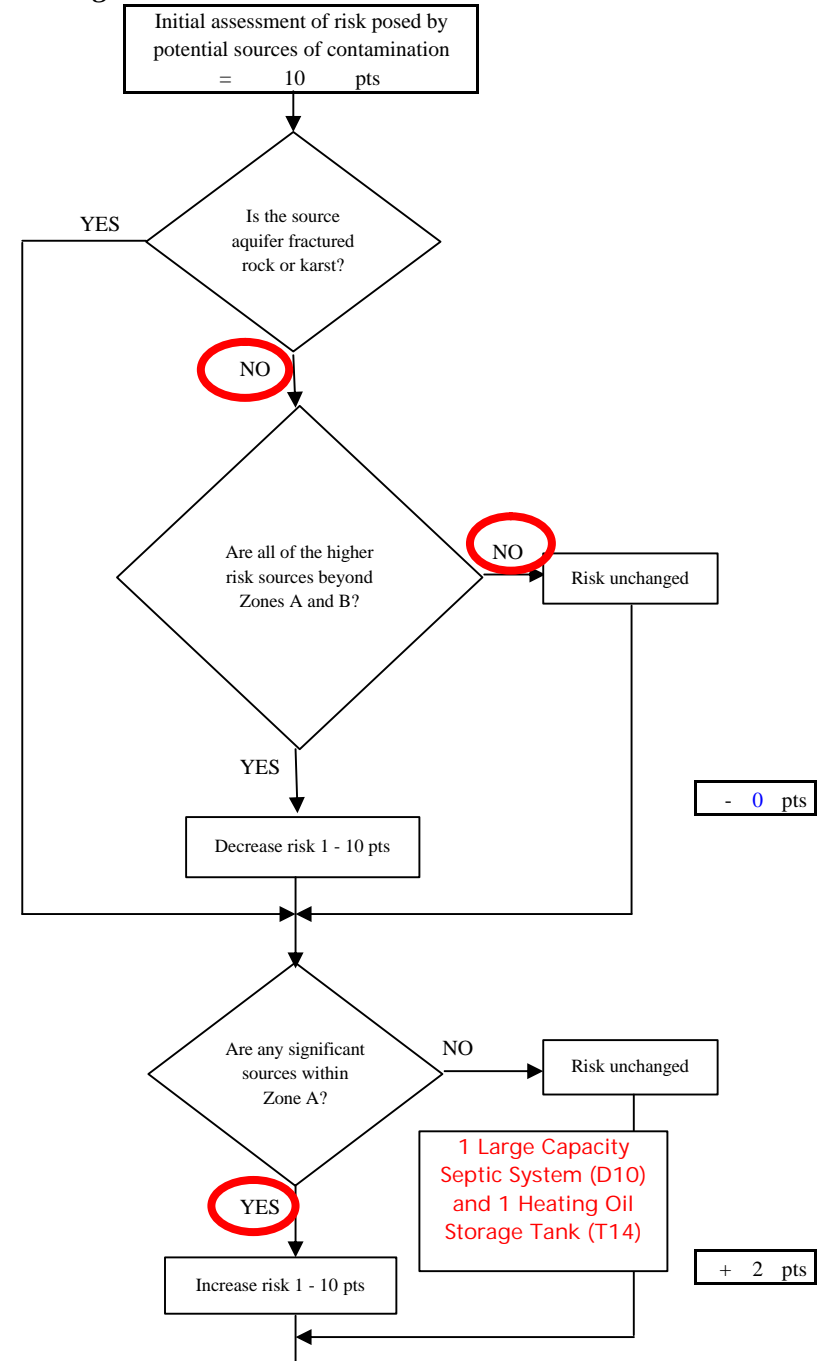 Initial assessment of risk posed by
potential sources of contamination
= 10 pts
Is the source
aquifer fractured
rock or karst?
YES
NO
Are all of the higher
risk sources beyond
Zones A and B?
NO
Risk unchanged
YES
- 0 pts
Decrease risk 1 - 10 pts
Are any significant
sources within
Zone A?
NO
Risk unchanged
1 Large Capacity
Septic System (D10)
and 1 Heating Oil
Storage Tank (T14)
YES
+ 2 pts
Increase risk 1 - 10 pts